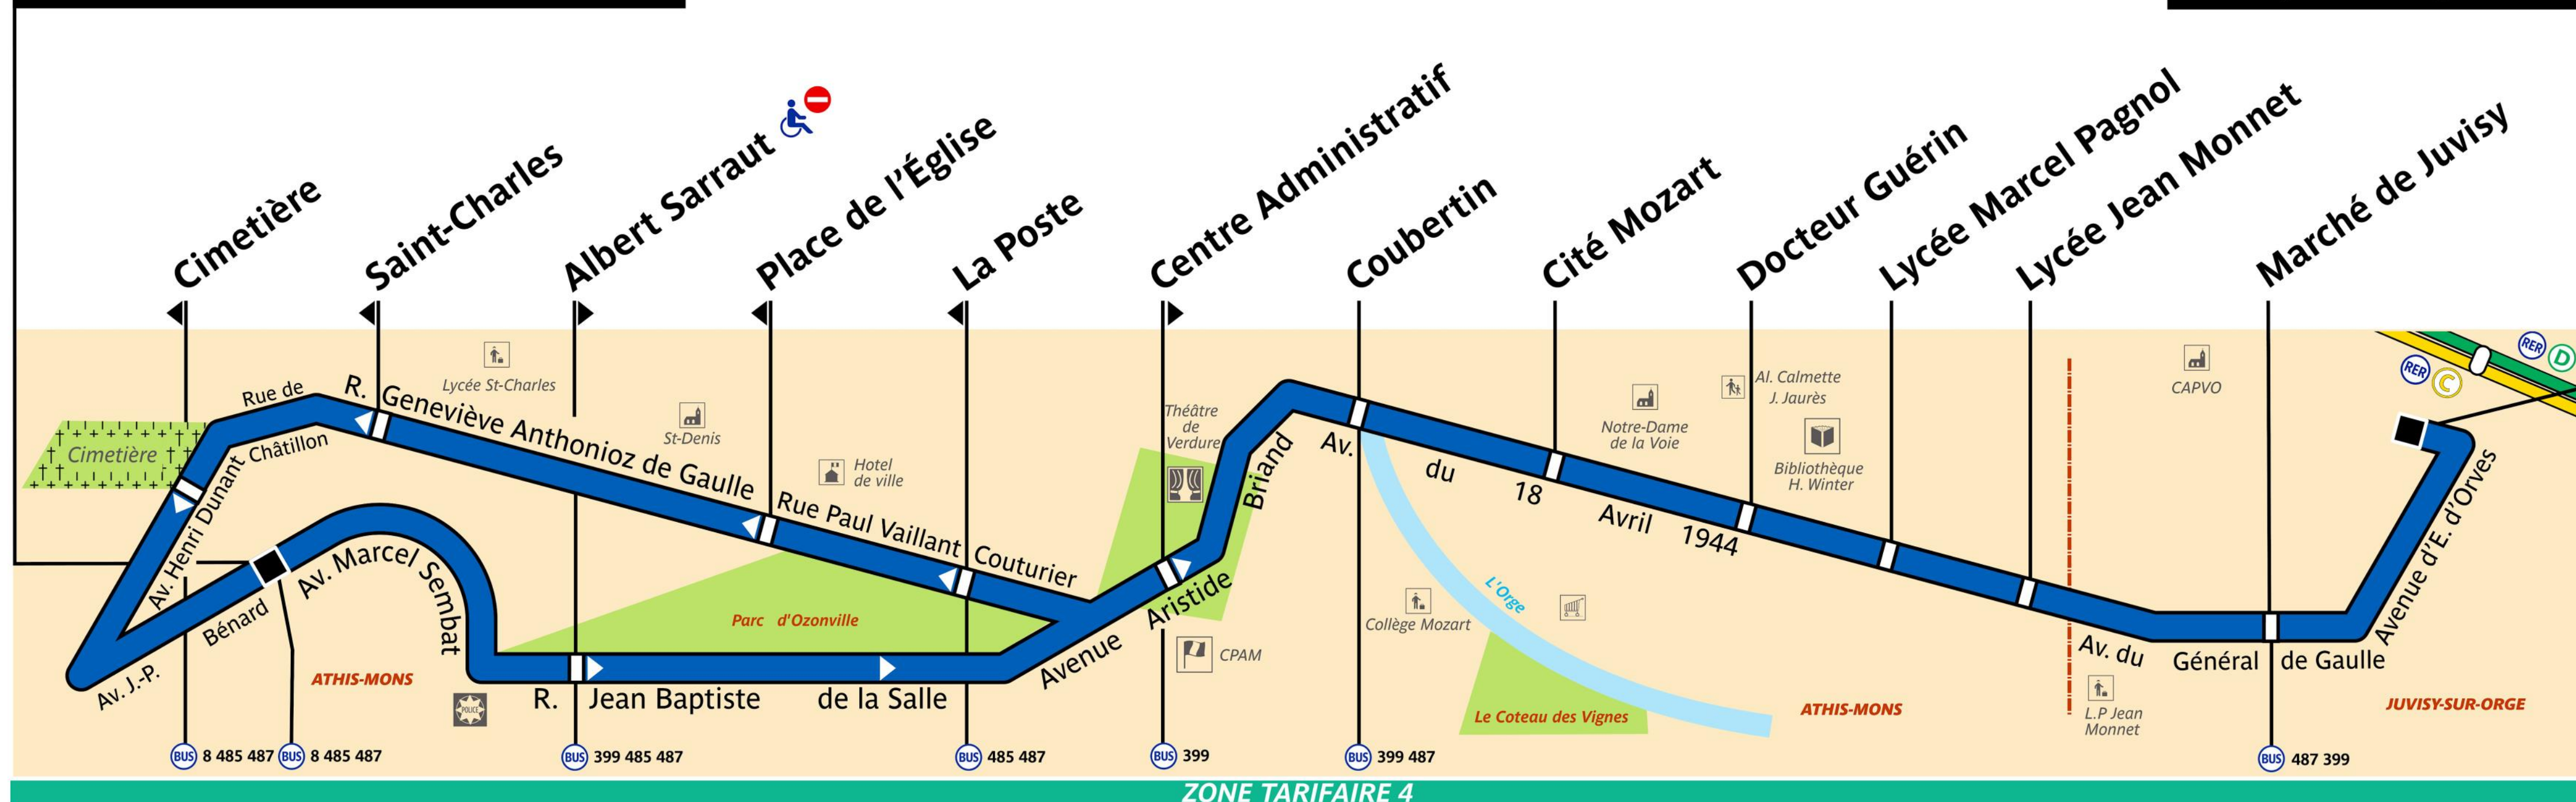 Cimetière
Saint-Charles
Albert Sarraut
Place de l'Église
La Poste
Centre Administratif
Coubertin
Cité Mozart
Docteur Guérin
Lycée Marcel Pagnol
Lycée Jean Monnet
Marché de Juvisy
RER D
RER C
CAPVO
Lycée St-Charles
St-Denis
Hotel
de ville
Théâtre
de
Verdure
Notre-Dame
de la Voie
Al. Calmette
J. Jaurès
Bibliothèque
H. Winter
Cimetière
Rue de
Châtillon
R. Geneviève Anthonioz de Gaulle
Rue Paul Vaillant Couturier
Av. Henri Dunant
Av. J.-P.
Bénard
Av. Marcel Sembat
R. Jean Baptiste de la Salle
Avenue Aristide Briand
Av. du 18 Avril 1944
Av. du Général de Gaulle
Avenue d'E. d'Orves
Parc d'Ozonville
L'Orge
Collège Mozart
CPAM
Le Coteau des Vignes
L.P Jean
Monnet
POLICE
ATHIS-MONS
ATHIS-MONS
JUVISY-SUR-ORGE
BUS 8 485 487
BUS 8 485 487
BUS 399 485 487
BUS 485 487
BUS 399
BUS 399 487
BUS 487 399
ZONE TARIFAIRE 4